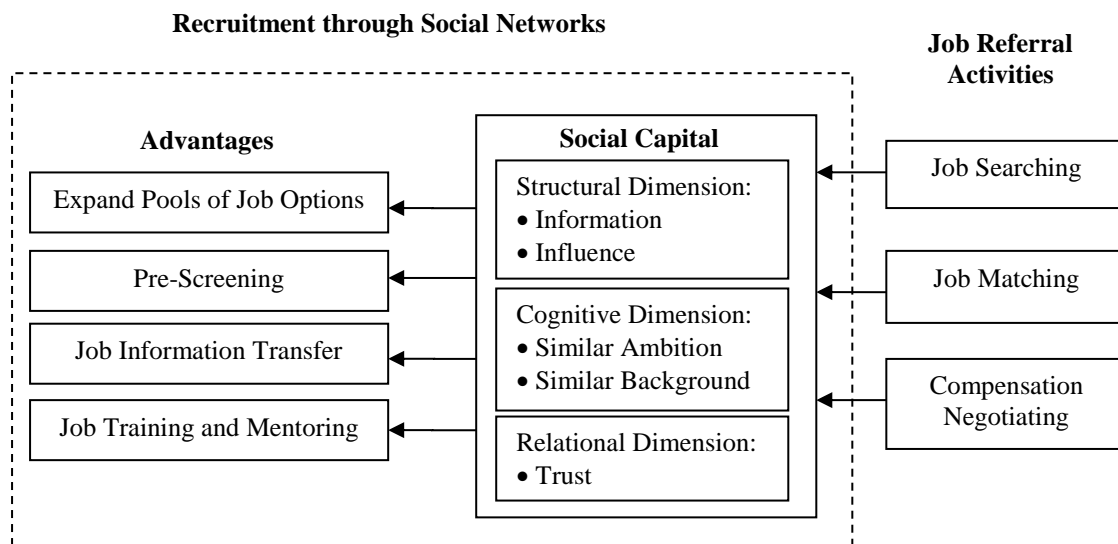 Recruitment through Social Networks
Job Referral
Activities
Advantages
Expand Pools of Job Options
Pre-Screening
Job Information Transfer
Job Training and Mentoring
Social Capital
Structural Dimension:
• Information
• Influence
Cognitive Dimension:
• Similar Ambition
• Similar Background
Relational Dimension:
• Trust
Job Searching
Job Matching
Compensation
Negotiating